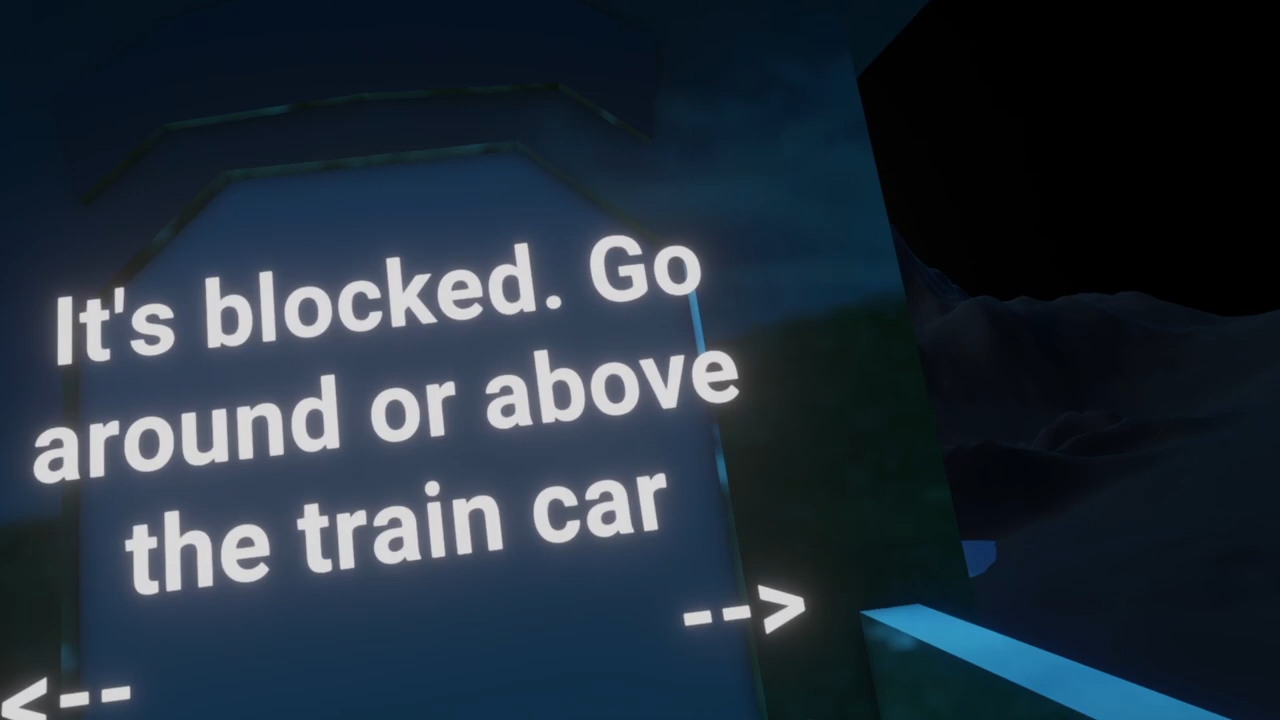 It's blocked. Go
around or above
the train car
-->
<--